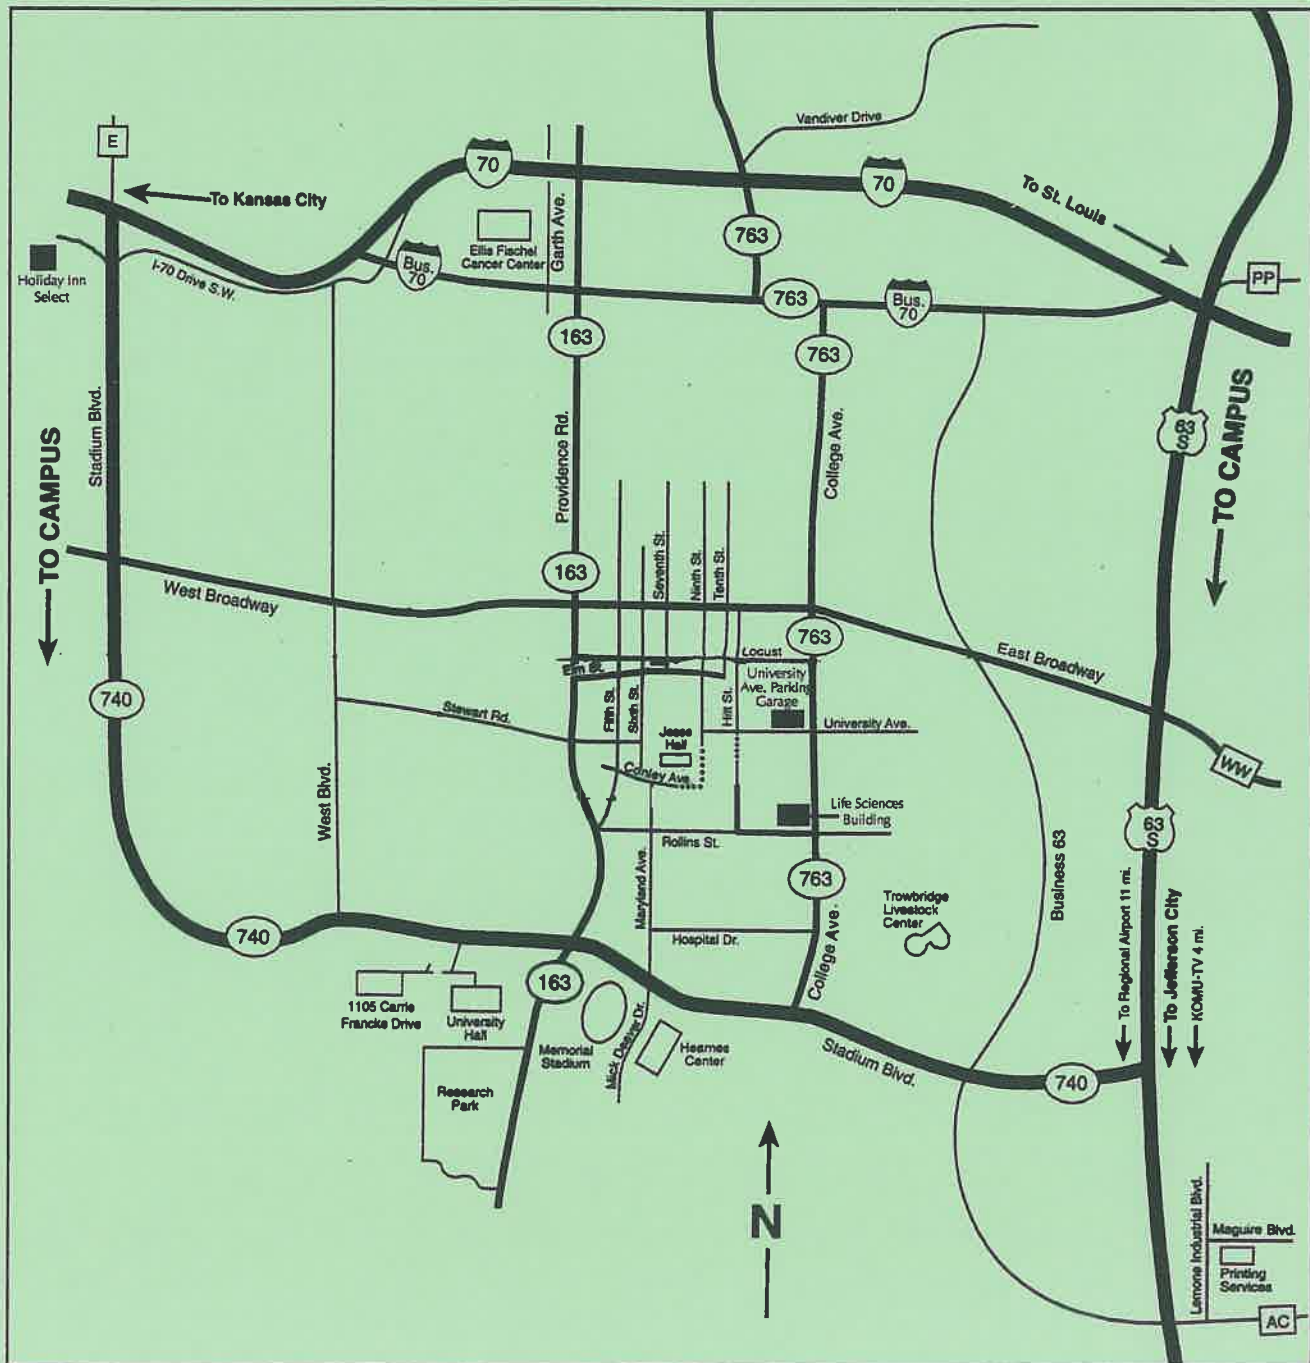 Vandiver Drive
E
70
70
To Kansas City
To St. Louis
Garth Ave.
763
Ellis Fischel
Cancer Center
Bus.
70
I-70 Drive S.W.
Holiday Inn
Select
PP
763
Bus.
70
163
763
Stadium Blvd.
Providence Rd.
College Ave.
63
S
TO CAMPUS
TO CAMPUS
Seventh St.
Ninth St.
Tenth St.
163
West Broadway
763
East Broadway
Locust
Elm St.
University
Ave. Parking
Garage
740
Stewart Rd.
Fifth St.
Sixth St.
Hitt St.
Jesse
Hall
University Ave.
Conley Ave.
WW
West Blvd.
Life Sciences
Building
63
S
Rollins St.
Maryland Ave.
763
Business 63
Trowbridge
Livestock
Center
740
Hospital Dr.
College Ave.
To Regional Airport 11 mi.
To Jefferson City
KOMU-TV 4 mi.
163
1105 Carrie
Francke Drive
University
Hall
Memorial
Stadium
Mick Deaver Dr.
Hearnes
Center
Stadium Blvd.
740
Research
Park
N
Lemone Industrial Blvd.
Maguire Blvd.
Printing
Services
AC